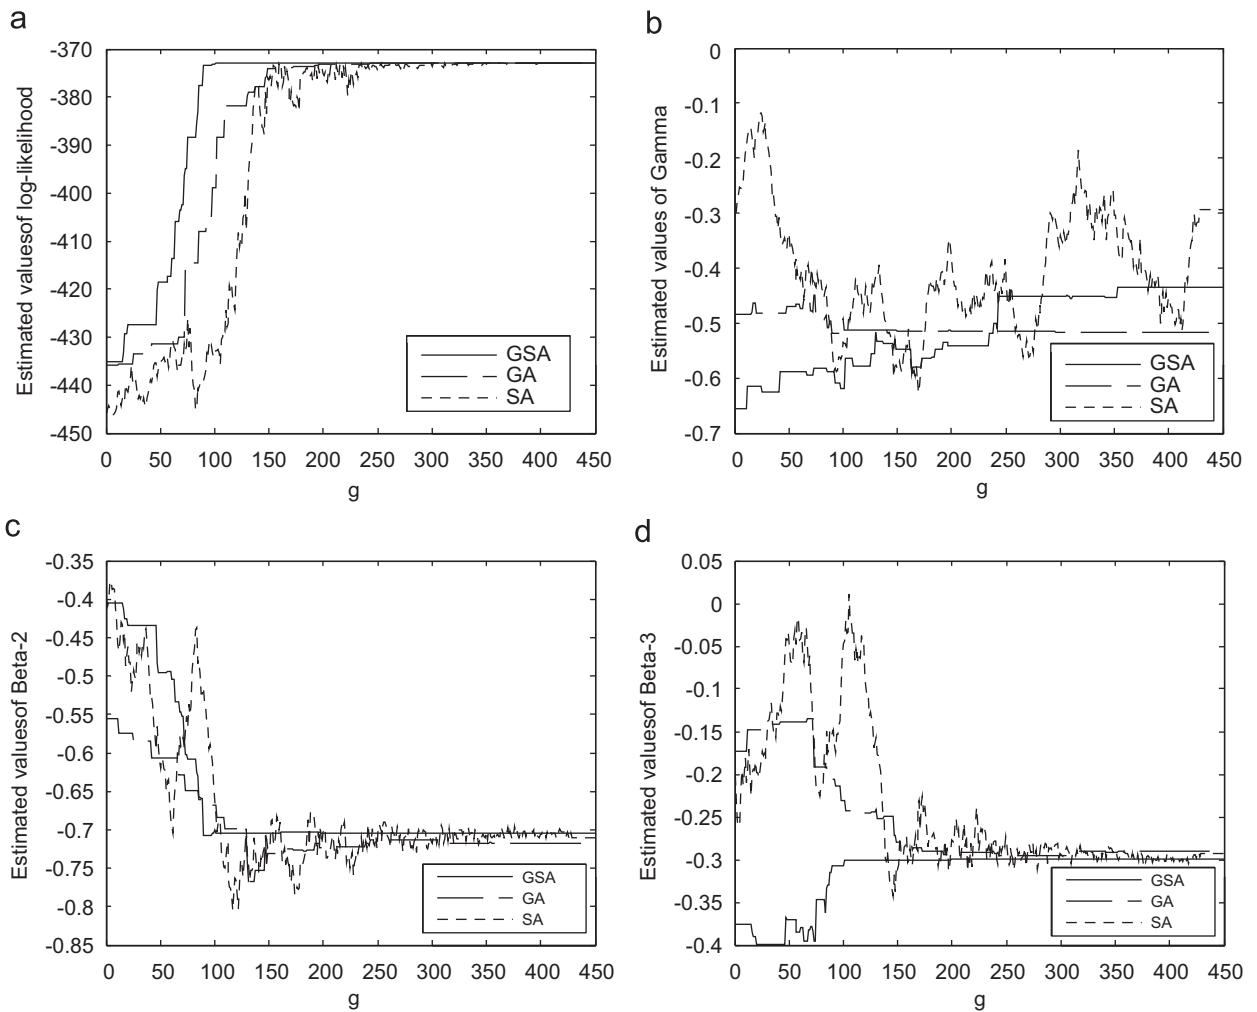 a
Estimated valuesof log-likelihood
-370
-380
-390
-400
-410
-420
-430
-440
-450
0 50 100 150 200 250 300 350 400 450
g
GSA
GA
SA
b
Estimated values of Gamma
0
-0.1
-0.2
-0.3
-0.4
-0.5
-0.6
-0.7
0 50 100 150 200 250 300 350 400 450
g
GSA
GA
SA
c
Estimated valuesof Beta-2
-0.35
-0.4
-0.45
-0.5
-0.55
-0.6
-0.65
-0.7
-0.75
-0.8
-0.85
0 50 100 150 200 250 300 350 400 450
g
GSA
GA
SA
d
Estimated valuesof Beta-3
0.05
0
-0.05
-0.1
-0.15
-0.2
-0.25
-0.3
-0.35
-0.4
0 50 100 150 200 250 300 350 400 450
g
GSA
GA
SA